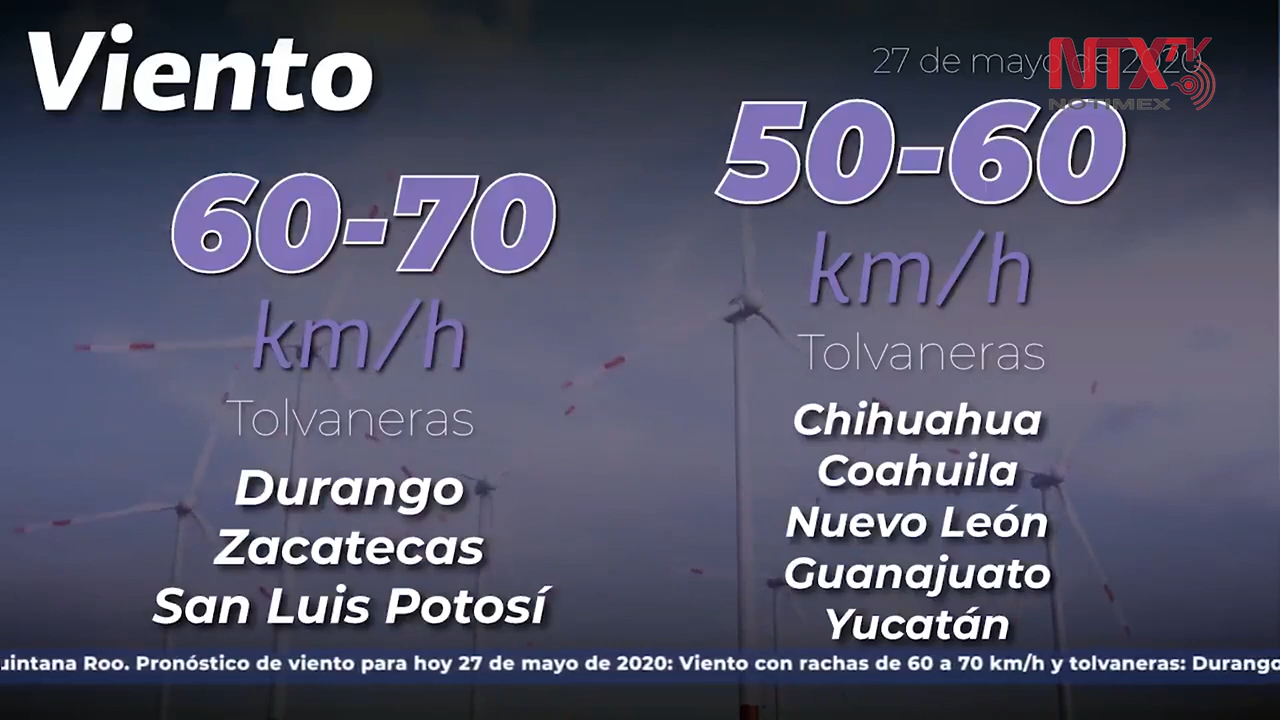 Viento
27 de mayo de 2020
NTX
NOTIMEX
60-70
km/h
Tolvaneras
Durango
Zacatecas
San Luis Potosí
50-60
km/h
Tolvaneras
Chihuahua
Coahuila
Nuevo León
Guanajuato
Yucatán
uintana Roo. Pronóstico de viento para hoy 27 de mayo de 2020: Viento con rachas de 60 a 70 km/h y tolvaneras: Durango